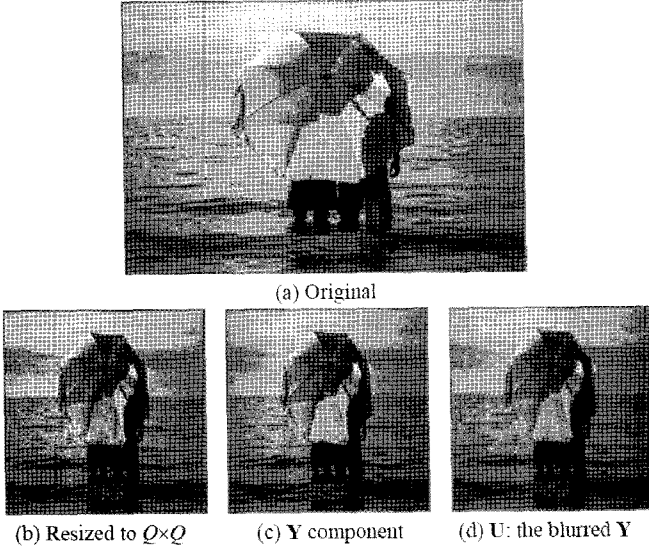 (a) Original
(b) Resized to Q×Q
(c) Y component
(d) U: the blurred Y